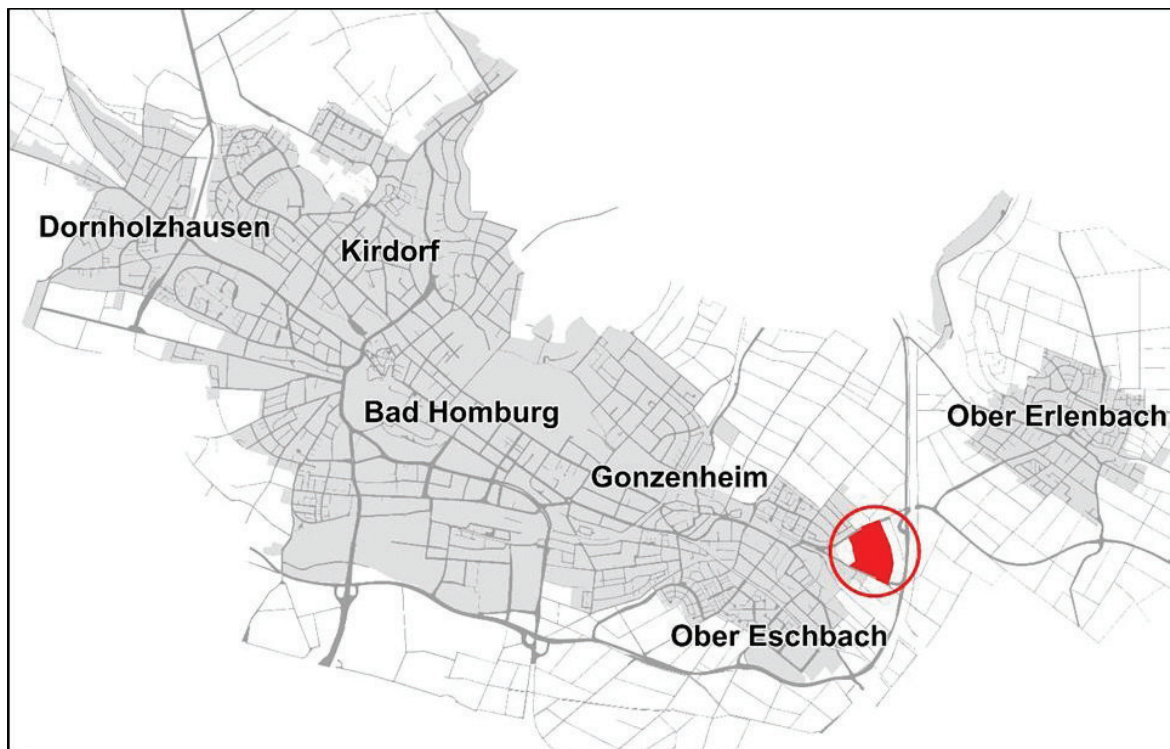 Dornholzhausen
Kirdorf
Bad Homburg
Ober Erlenbach
Gonzenheim
Ober Eschbach